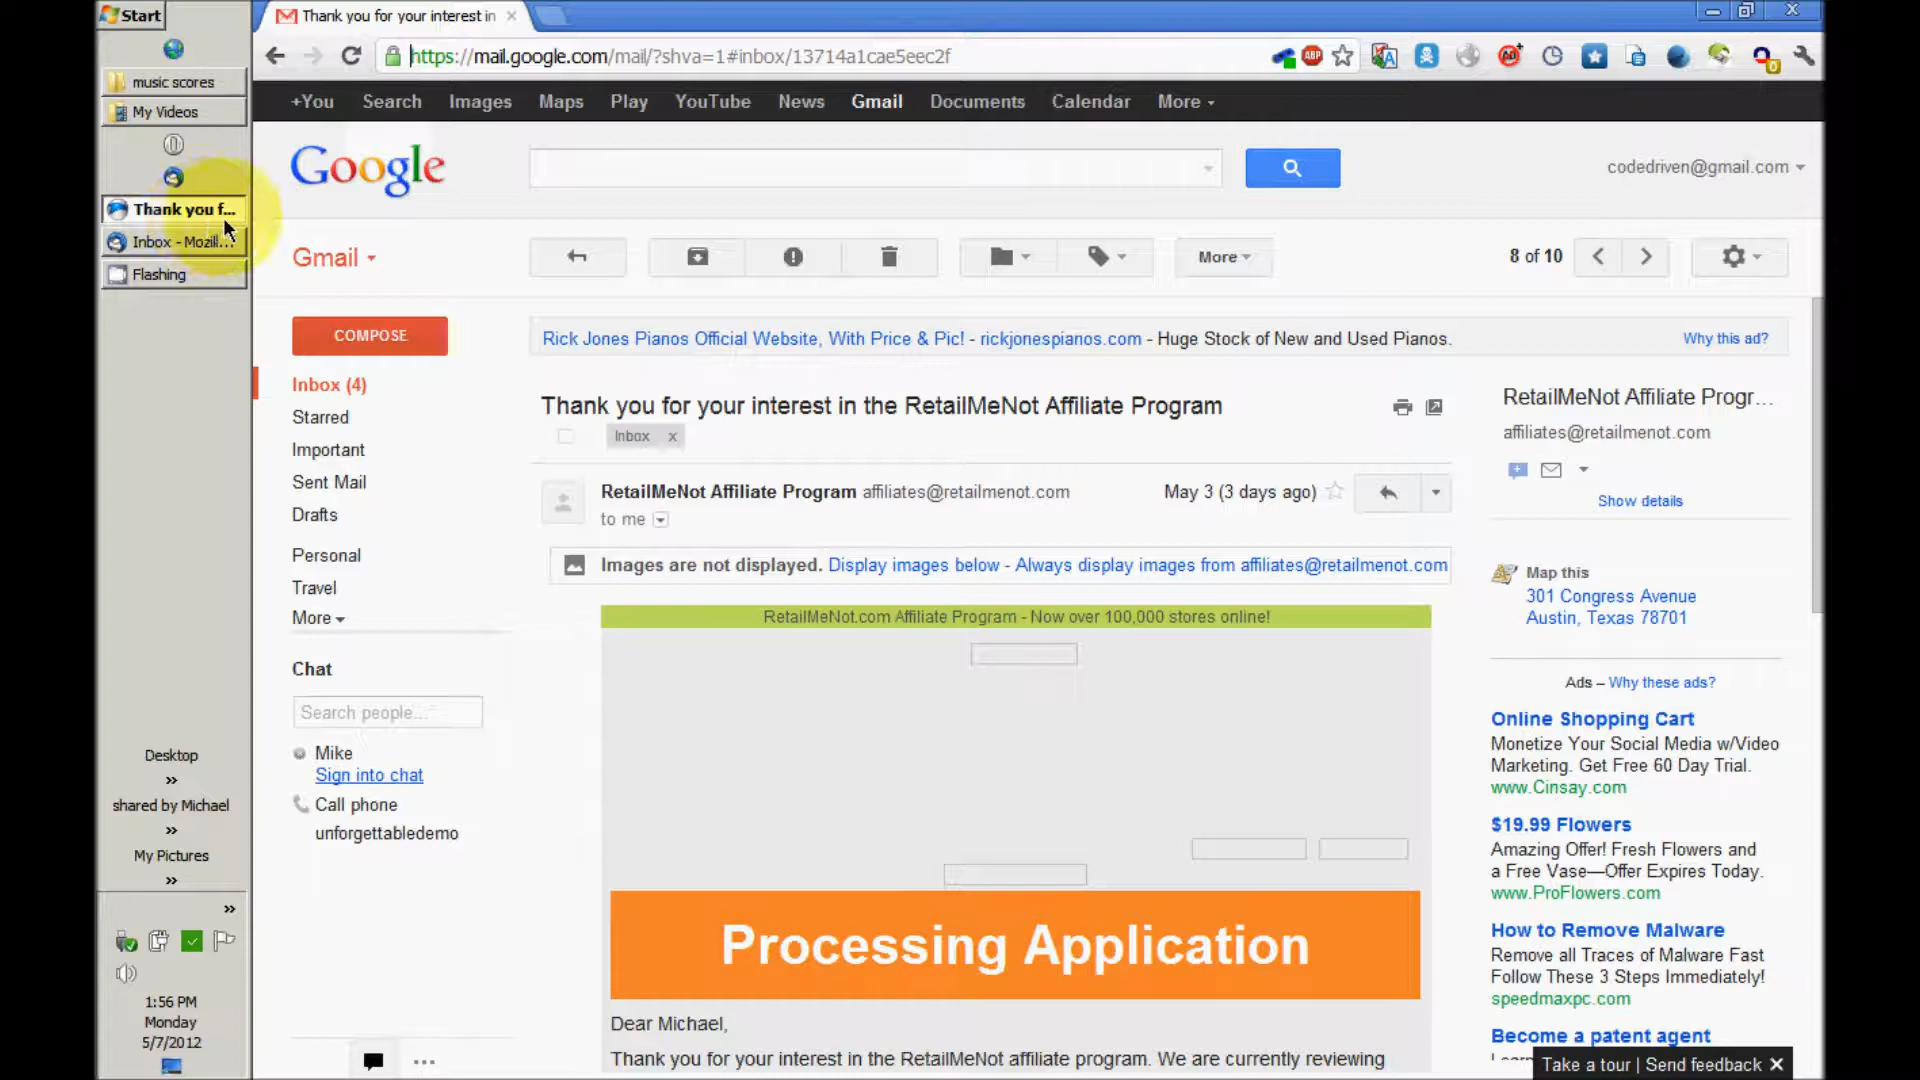 Start
music scores
My Videos
Thank you f...
Inbox - Mozill...
Flashing
Desktop
»
shared by Michael
»
My Pictures
»
»
1:56 PM
Monday
5/7/2012
Thank you for your interest in
https://mail.google.com/mail/?shva=1#inbox/13714a1cae5eec2f
ABP
+You Search Images Maps Play YouTube News Gmail Documents Calendar More
Google
codedriven@gmail.com
Gmail
More
8 of 10
COMPOSE
Inbox (4)
Starred
Important
Sent Mail
Drafts
Personal
Travel
More
Chat
Search people...
Mike
Sign into chat
Call phone
unforgettabledemo
Rick Jones Pianos Official Website, With Price & Pic! - rickjonespianos.com - Huge Stock of New and Used Pianos.
Why this ad?
Thank you for your interest in the RetailMeNot Affiliate Program
Inbox x
RetailMeNot Affiliate Program affiliates@retailmenot.com
May 3 (3 days ago)
to me
Images are not displayed. Display images below - Always display images from affiliates@retailmenot.com
RetailMeNot.com Affiliate Program - Now over 100,000 stores online!
Processing Application
Dear Michael,
Thank you for your interest in the RetailMeNot affiliate program. We are currently reviewing
RetailMeNot Affiliate Progr...
affiliates@retailmenot.com
Show details
Map this
301 Congress Avenue
Austin, Texas 78701
Ads – Why these ads?
Online Shopping Cart
Monetize Your Social Media w/Video
Marketing. Get Free 60 Day Trial.
www.Cinsay.com
$19.99 Flowers
Amazing Offer! Fresh Flowers and
a Free Vase—Offer Expires Today.
www.ProFlowers.com
How to Remove Malware
Remove all Traces of Malware Fast
Follow These 3 Steps Immediately!
speedmaxpc.com
Become a patent agent
Take a tour | Send feedback